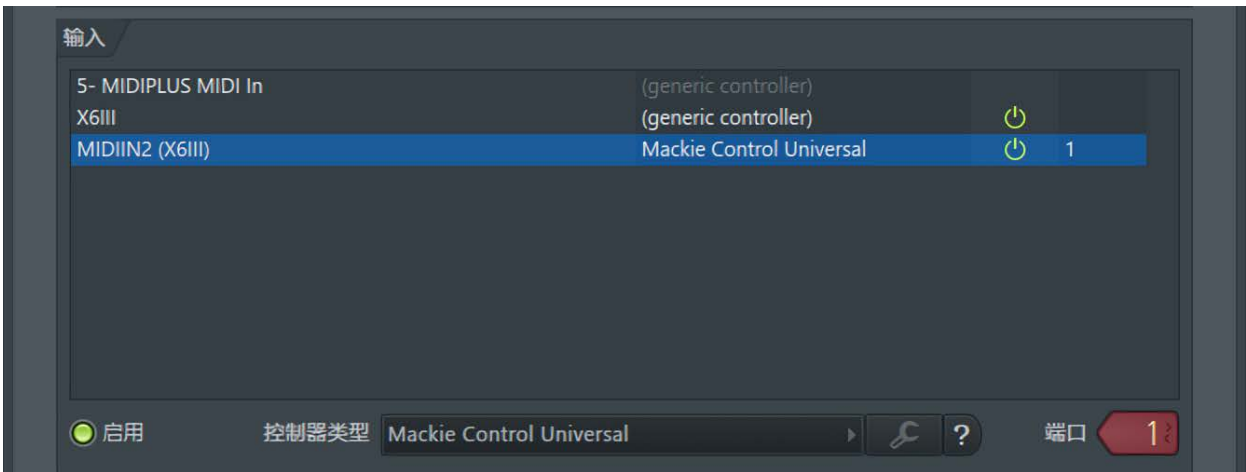 输入
5- MIDIPLUS MIDI In (generic controller)
X6III (generic controller)
MIDIIN2 (X6III) Mackie Control Universal 1
启用 控制器类型 Mackie Control Universal ? 端口 1